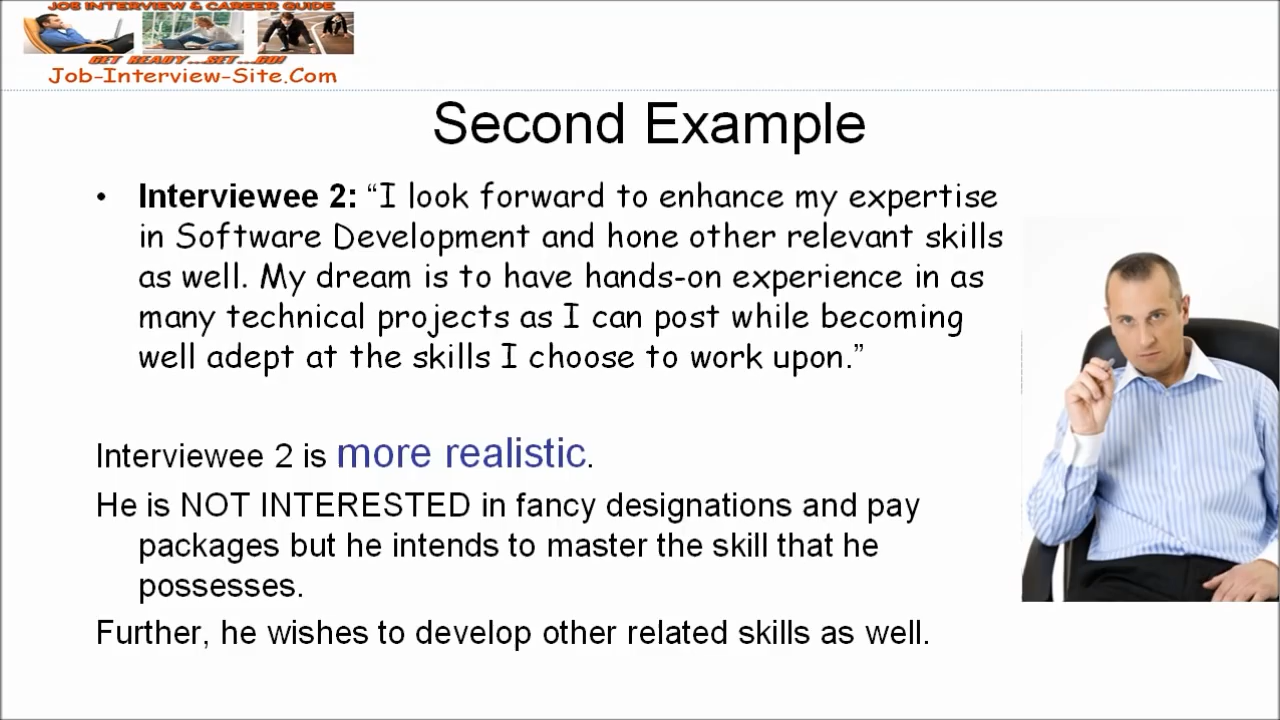 JOB INTERVIEW & CAREER GUIDE
GET READY...SET...GO!
Job-Interview-Site.Com
Second Example
• Interviewee 2: “I look forward to enhance my expertise
in Software Development and hone other relevant skills
as well. My dream is to have hands-on experience in as
many technical projects as I can post while becoming
well adept at the skills I choose to work upon.”
Interviewee 2 is more realistic.
He is NOT INTERESTED in fancy designations and pay
packages but he intends to master the skill that he
possesses.
Further, he wishes to develop other related skills as well.